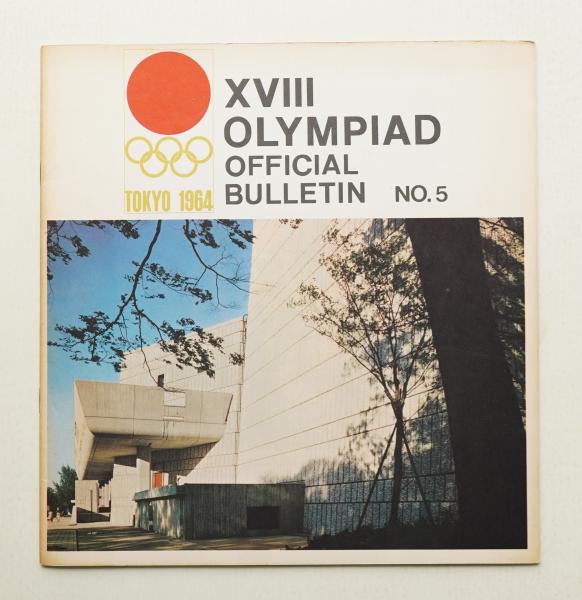 XVIII
OLYMPIAD
OFFICIAL
BULLETIN NO.5
TOKYO 1964